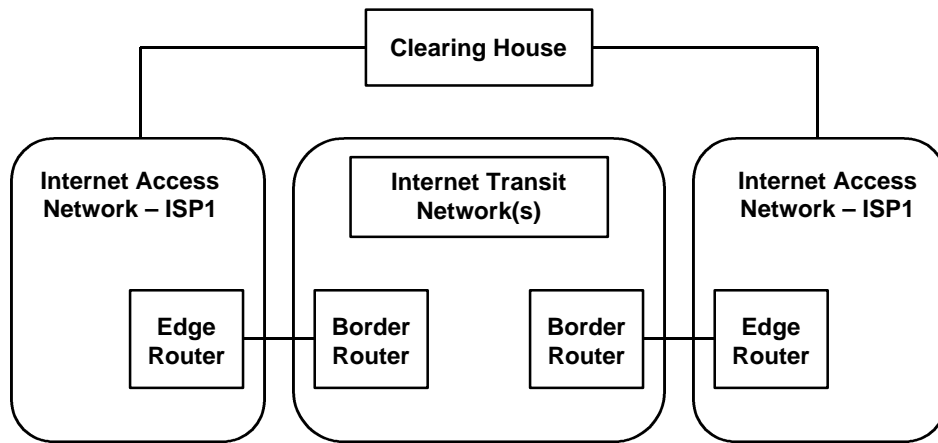 Clearing House
Internet Access
Network – ISP1
Internet Transit
Network(s)
Internet Access
Network – ISP1
Edge
Router
Border
Router
Border
Router
Edge
Router